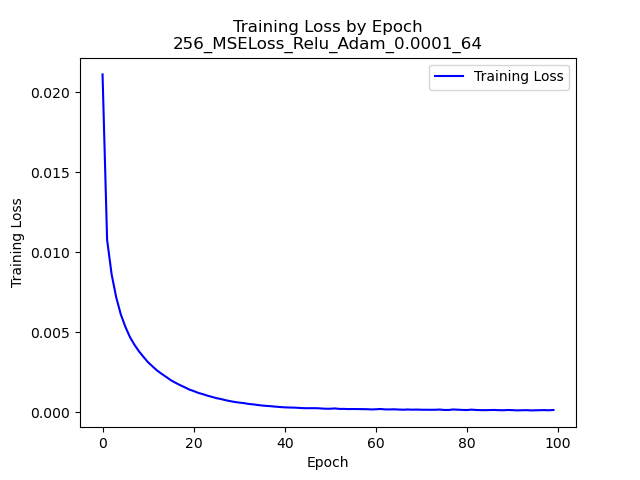 Training Loss by Epoch
256_MSELoss_Relu_Adam_0.0001_64
Training Loss
0.020
0.015
0.010
0.005
0.000
Training Loss
0 20 40 60 80 100
Epoch